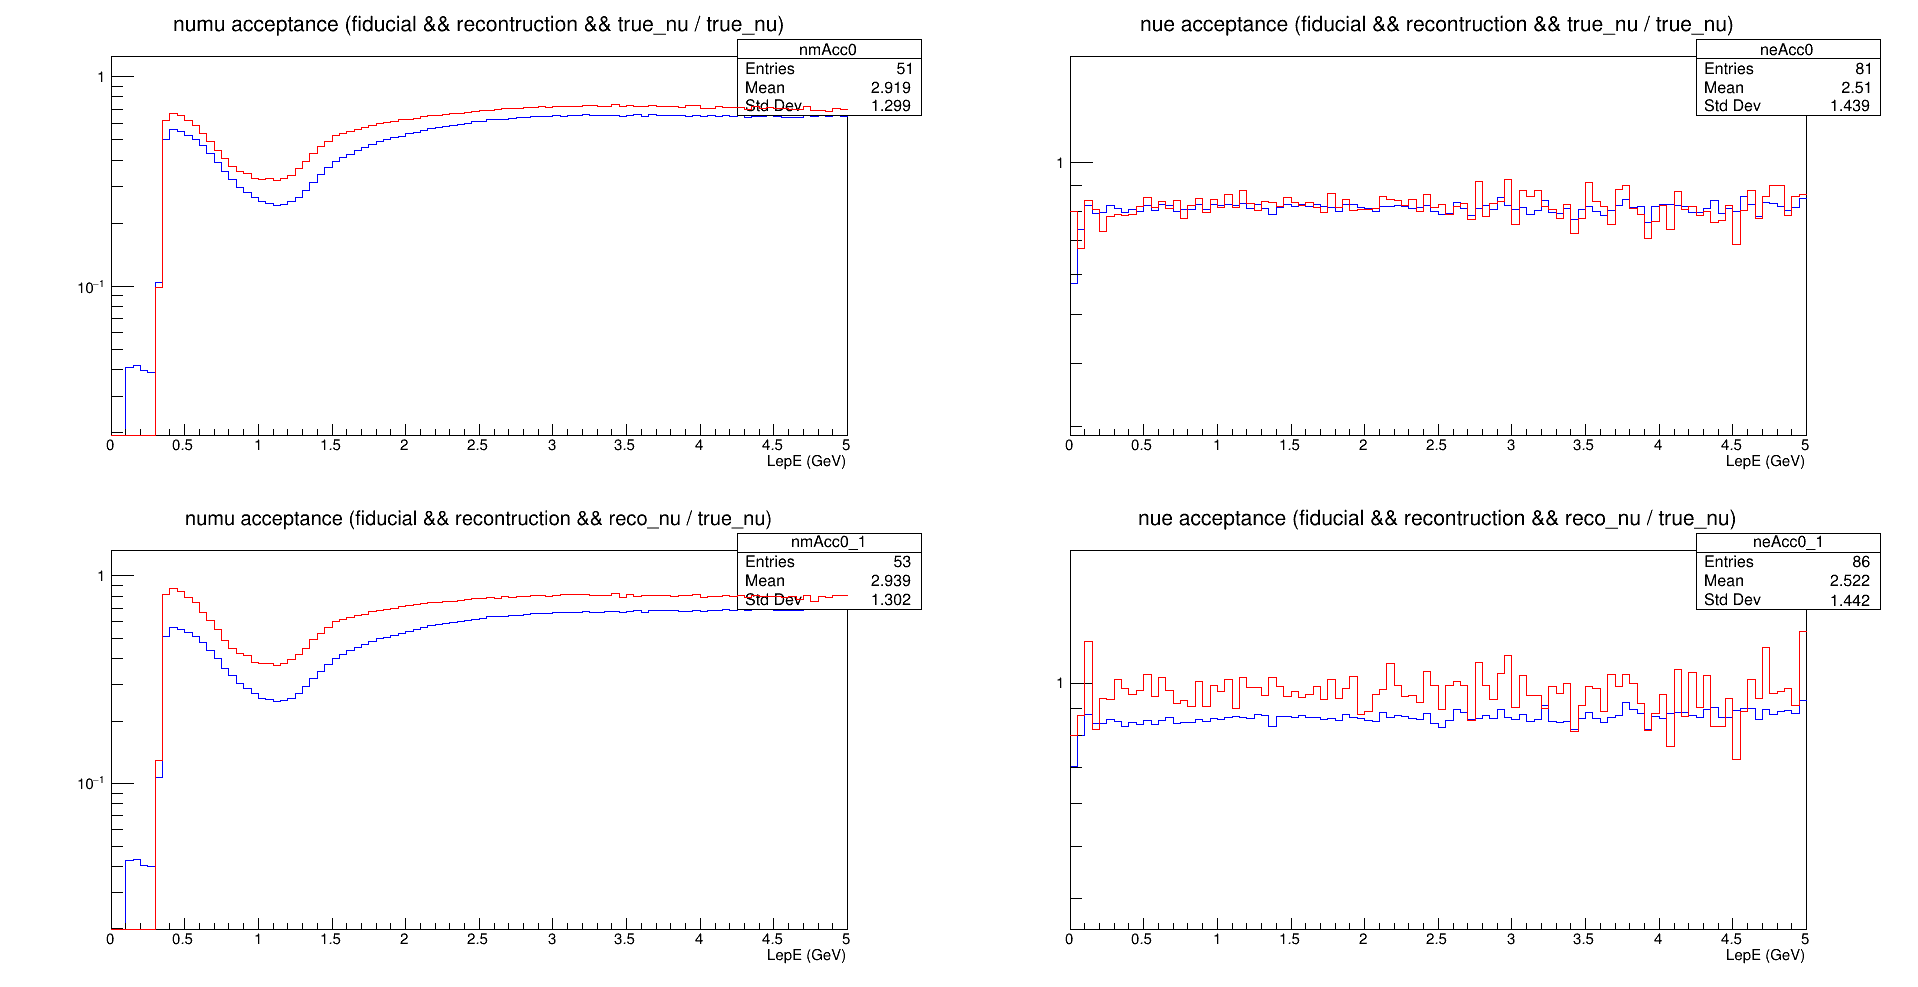 numu acceptance (fiducial && recontruction && true_nu / true_nu)
nmAcc0
Entries 51
Mean 2.919
Std Dev 1.299
1
10⁻¹
0 0.5 1 1.5 2 2.5 3 3.5 4 4.5 5
LepE (GeV)
nue acceptance (fiducial && recontruction && true_nu / true_nu)
neAcc0
Entries 81
Mean 2.51
Std Dev 1.439
1
0 0.5 1 1.5 2 2.5 3 3.5 4 4.5 5
LepE (GeV)
numu acceptance (fiducial && recontruction && reco_nu / true_nu)
nmAcc0_1
Entries 53
Mean 2.939
Std Dev 1.302
1
10⁻¹
0 0.5 1 1.5 2 2.5 3 3.5 4 4.5 5
LepE (GeV)
nue acceptance (fiducial && recontruction && reco_nu / true_nu)
neAcc0_1
Entries 86
Mean 2.522
Std Dev 1.442
1
0 0.5 1 1.5 2 2.5 3 3.5 4 4.5 5
LepE (GeV)